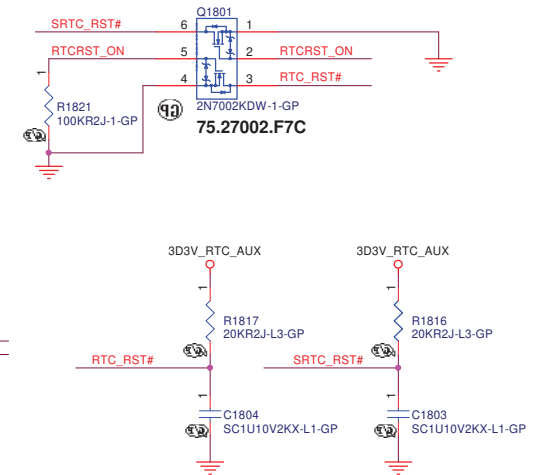 Q1801
SRTC_RST#
6
1
RTCRST_ON
5
2
RTCRST_ON
4
3
RTC_RST#
1
R1821
100KR2J-1-GP
2N7002KDW-1-GP
75.27002.F7C
3D3V_RTC_AUX
3D3V_RTC_AUX
1
1
R1817
20KR2J-L3-GP
R1816
20KR2J-L3-GP
RTC_RST#
SRTC_RST#
1
1
C1804
SC1U10V2KX-L1-GP
C1803
SC1U10V2KX-L1-GP